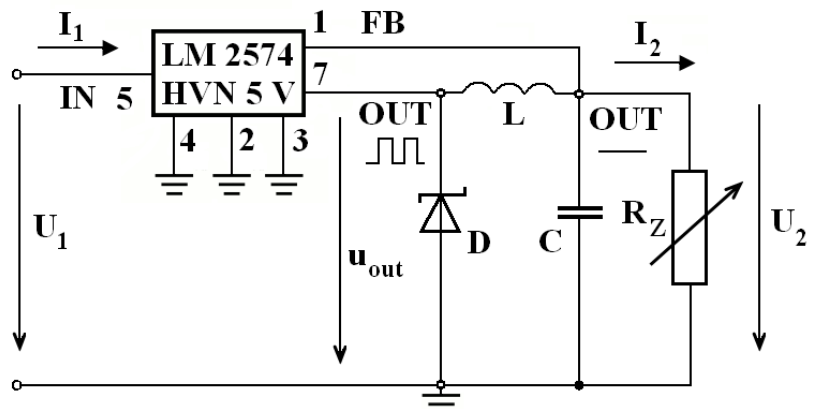 I1
1 FB
LM 2574
HVN 5 V
IN 5
7
I2
OUT
L
OUT
4
2
3
U1
uout
D
C
RZ
U2